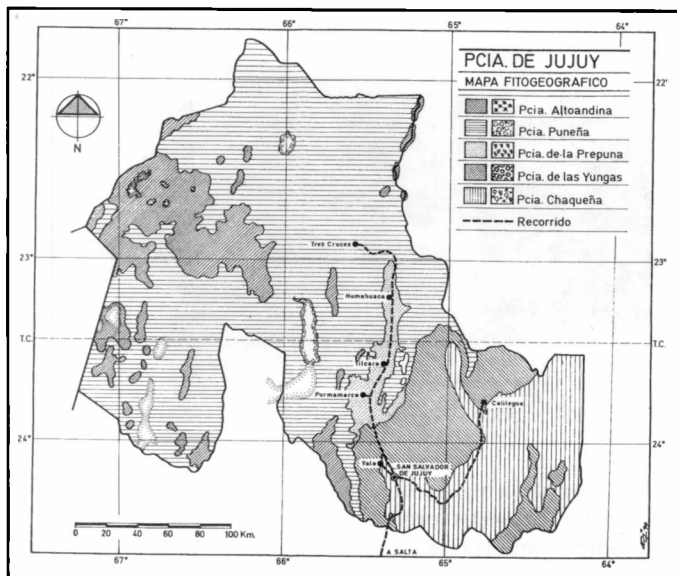 67° 66° 65° 64°
22° 22°
PCIA. DE JUJUY
MAPA FITOGEOGRAFICO
Pcia. Altoandina
Pcia. Puneña
Pcia. de la Prepuna
Pcia. de las Yungas
Pcia. Chaqueña
Recorrido
N
Tres Cruces
23° 23°
Humahuaca
T.C. T.C.
Tilcara
Purmamarca
Calilegua
24° 24°
Yala
SAN SALVADOR
DE JUJUY
0 20 40 60 80 100 Km.
A SALTA
67° 66° 65° 64°